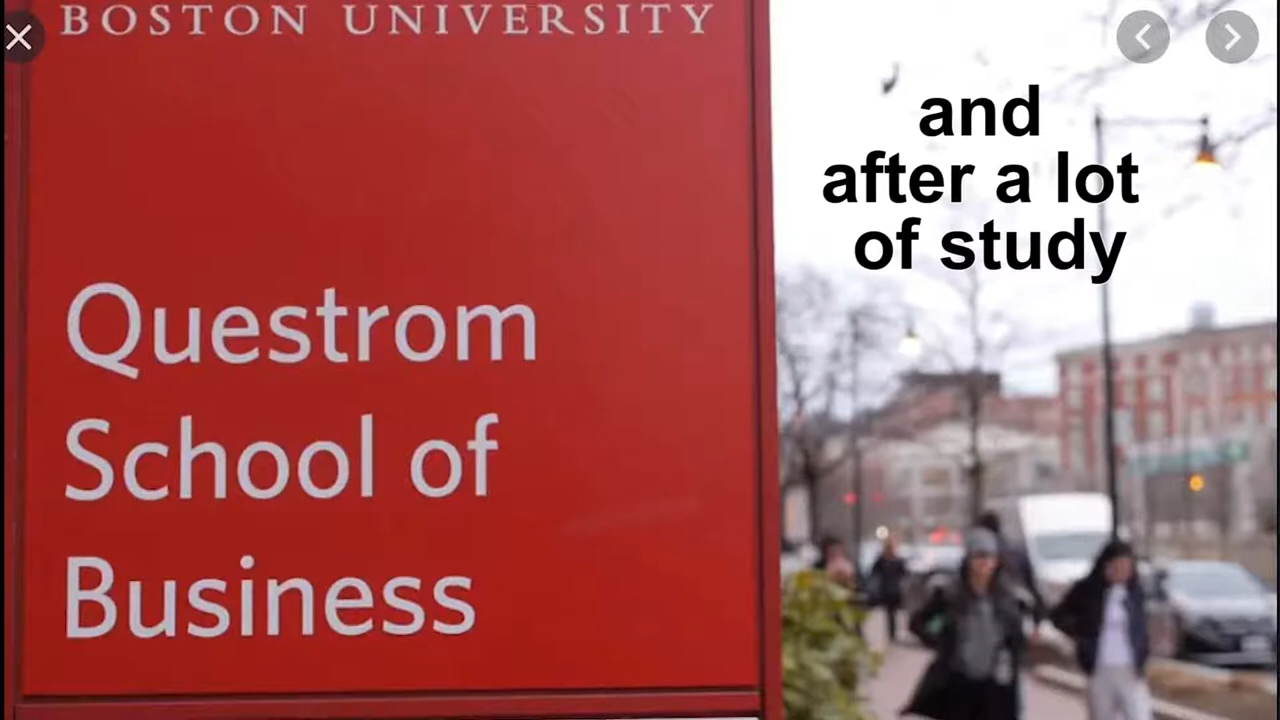 BOSTON UNIVERSITY
Questrom
School of
Business
and
after a lot
of study